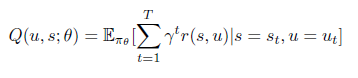 Q(u, s; θ) = 𝔼_{π_θ}[∑_{t=1}^{T} γ^t r(s, u)|s = s_t, u = u_t]